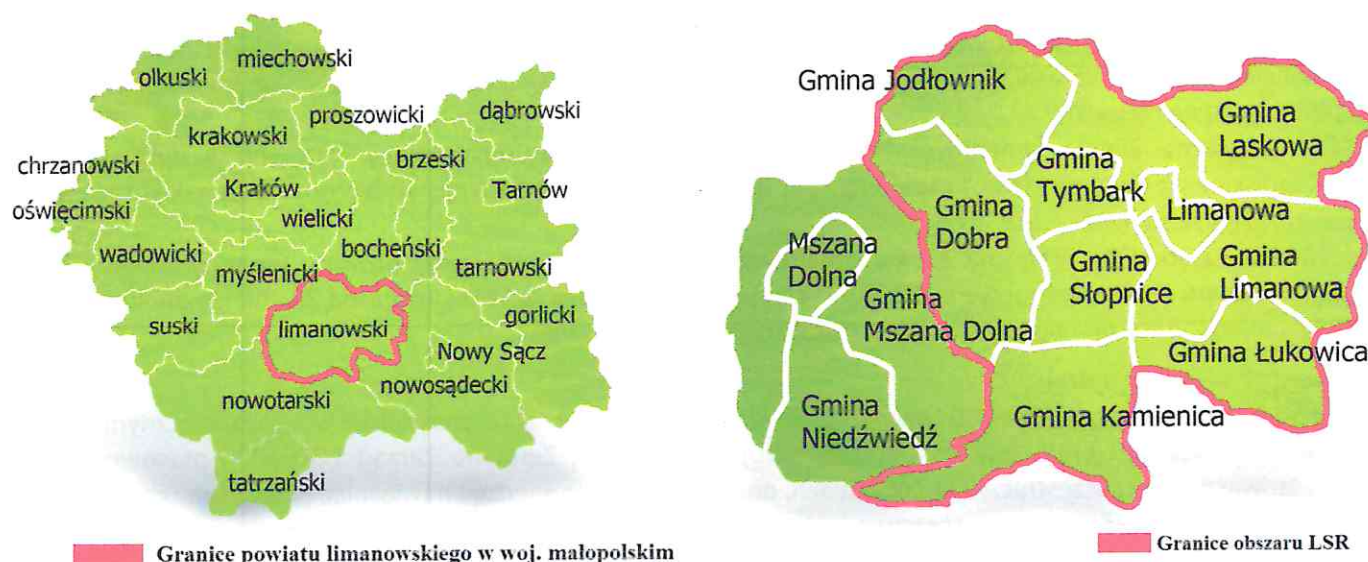 miechowski
olkuski
proszowicki
dąbrowski
krakowski
brzeski
chrzanowski
Kraków
Tarnów
oświęcimski
wielicki
wadowicki
bocheński
myślenicki
tarnowski
suski
limanowski
gorlicki
Nowy Sącz
nowosądecki
nowotarski
tatrzański
Granice powiatu limanowskiego w woj. małopolskim
Gmina Jodłownik
Gmina
Laskowa
Gmina
Tymbark
Limanowa
Gmina
Dobra
Mszana
Dolna
Gmina
Słopnice
Gmina
Limanowa
Gmina
Mszana Dolna
Gmina Łukowica
Gmina
Niedźwiedź
Gmina Kamienica
Granice obszaru LSR